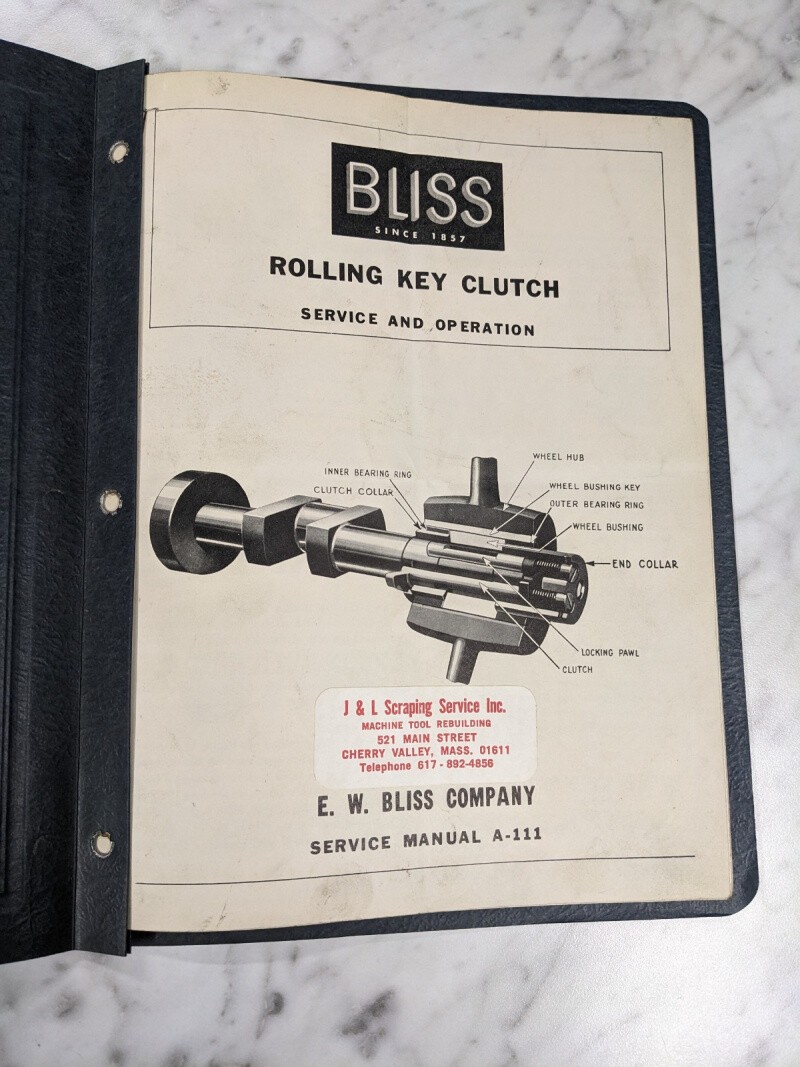 BLISS
SINCE 1857
ROLLING KEY CLUTCH
SERVICE AND OPERATION
WHEEL HUB
INNER BEARING RING
CLUTCH COLLAR
WHEEL BUSHING KEY
OUTER BEARING RING
WHEEL BUSHING
END COLLAR
LOCKING PAWL
CLUTCH
J & L Scraping Service Inc.
MACHINE TOOL REBUILDING
521 MAIN STREET
CHERRY VALLEY, MASS. 01611
Telephone 617-892-4856
E. W. BLISS COMPANY
SERVICE MANUAL A-111